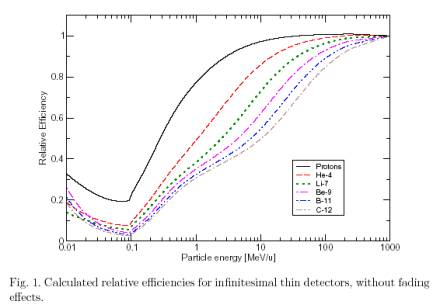 1
0.8
0.6
0.4
0.2
0
Relative Efficiency
Protons
He-4
Li-7
Be-9
B-11
C-12
0.01
0.1
1
10
100
1000
Particle energy [MeV/u]
Fig. 1. Calculated relative efficiencies for infinitesimal thin detectors, without fading
effects.